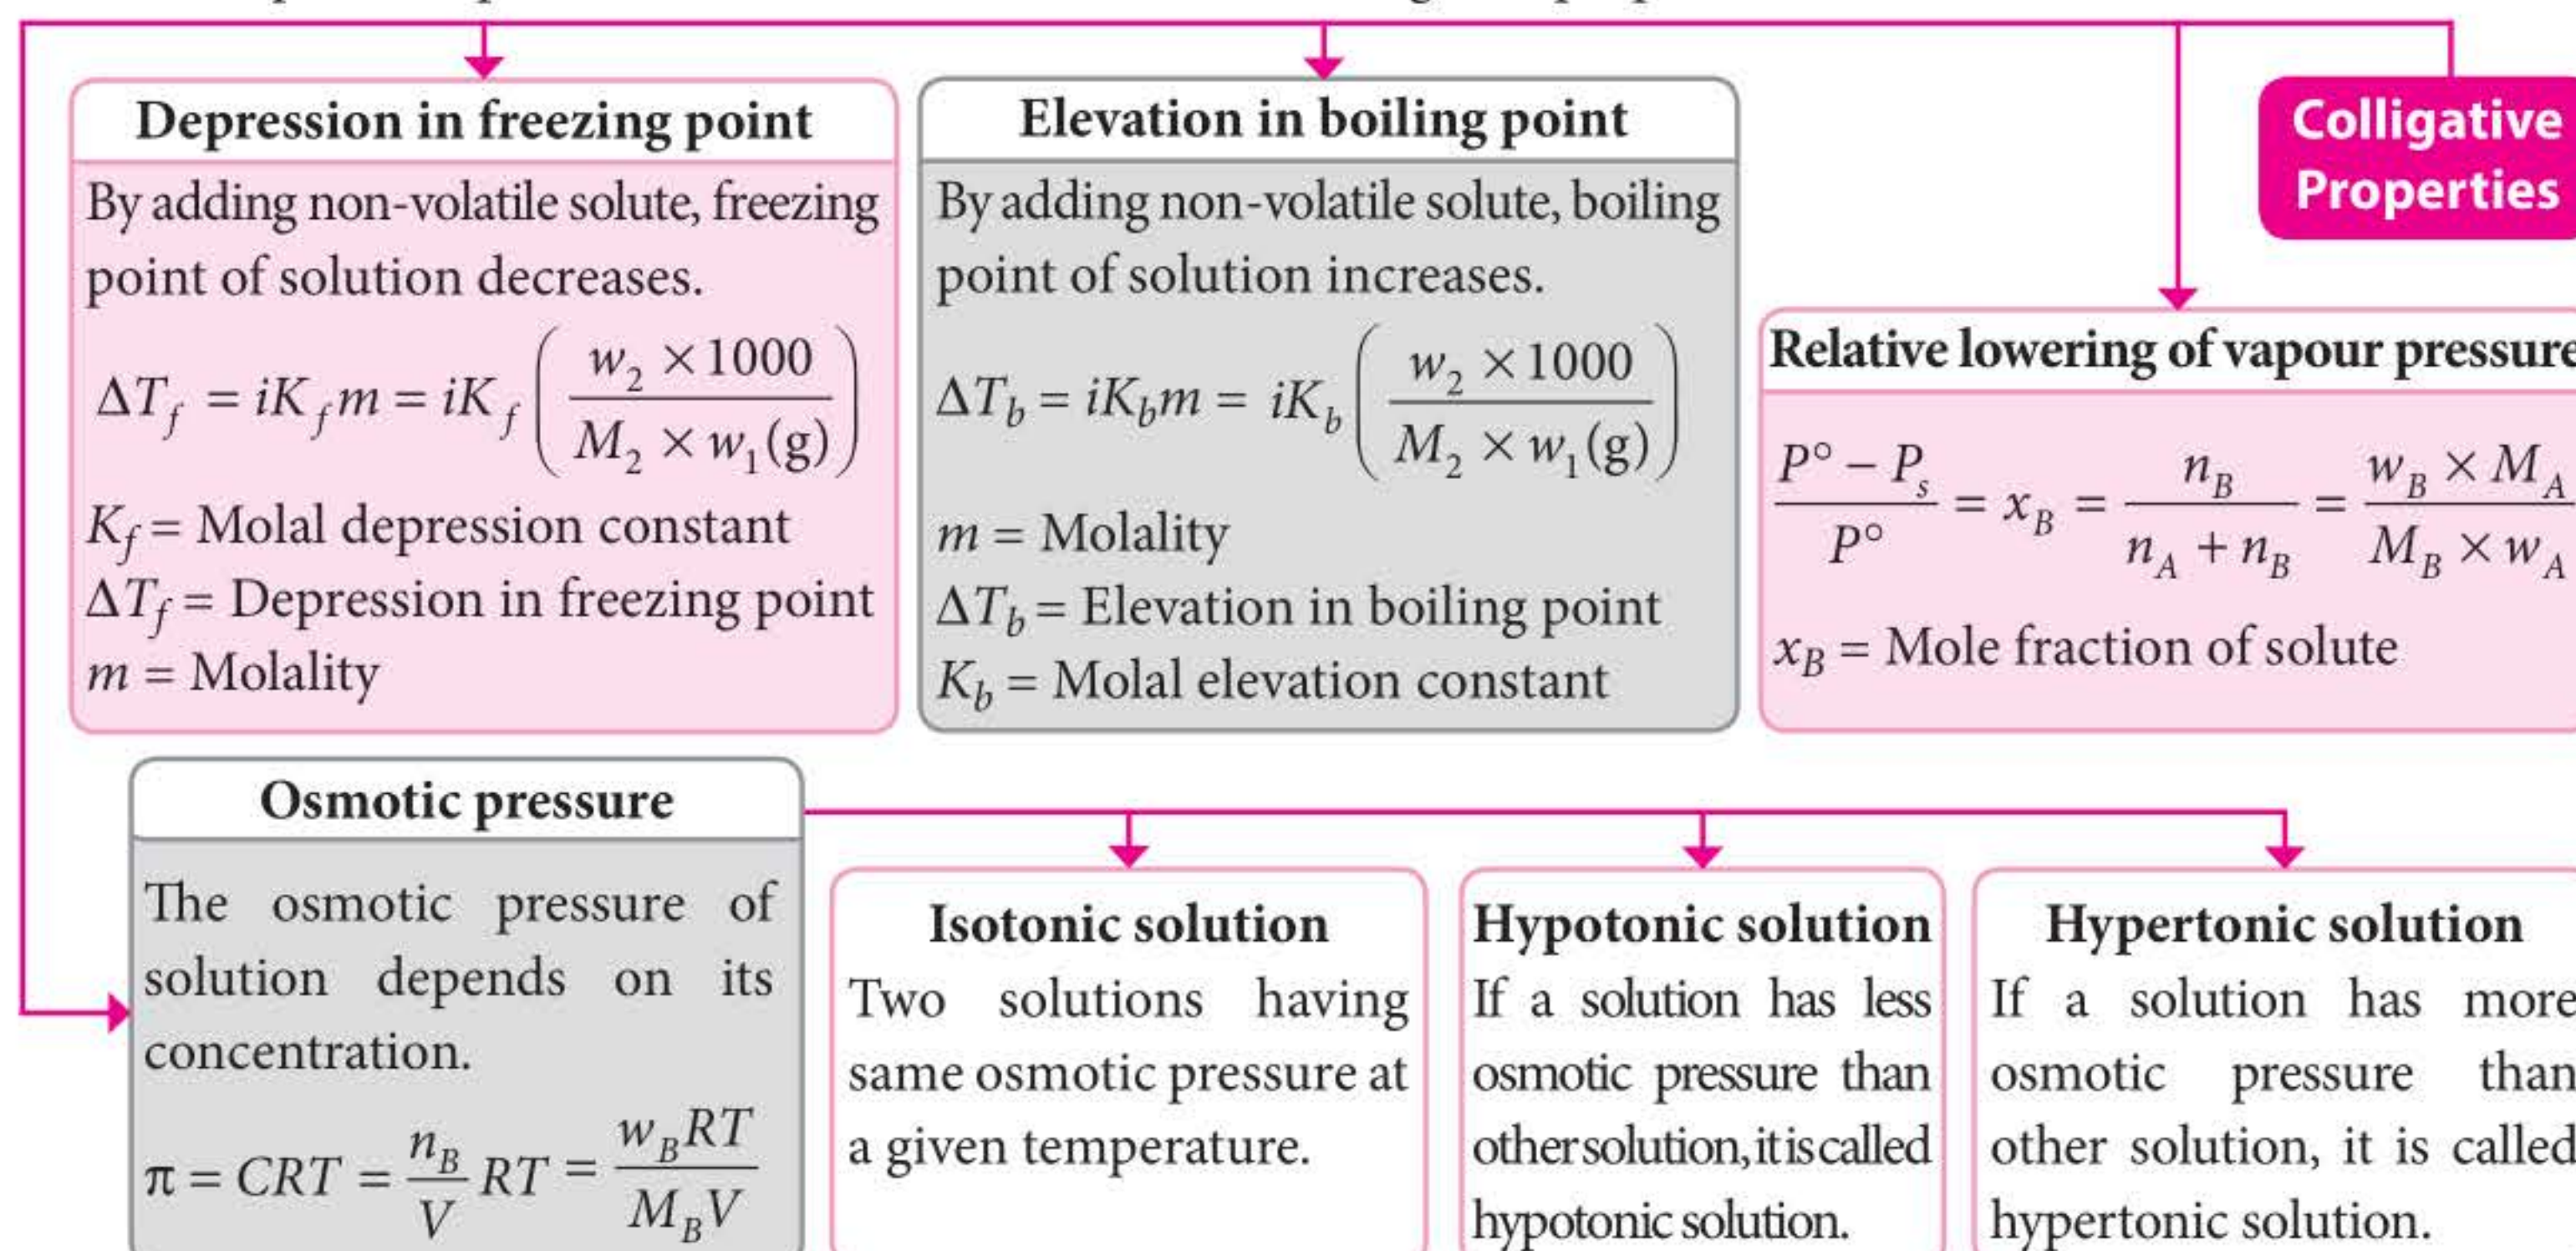 Colligative
Properties
Depression in freezing point
By adding non-volatile solute, freezing
point of solution decreases.
ΔT_f = iK_f m = iK_f ( w₂ × 1000 / M₂ × w₁(g) )
K_f = Molal depression constant
ΔT_f = Depression in freezing point
m = Molality
Elevation in boiling point
By adding non-volatile solute, boiling
point of solution increases.
ΔT_b = iK_b m = iK_b ( w₂ × 1000 / M₂ × w₁(g) )
m = Molality
ΔT_b = Elevation in boiling point
K_b = Molal elevation constant
Relative lowering of vapour pressure
P° – P_s / P° = x_B = n_B / n_A + n_B = w_B × M_A / M_B × w_A
x_B = Mole fraction of solute
Osmotic pressure
The osmotic pressure of
solution depends on its
concentration.
π = CRT = n_B / V RT = w_B RT / M_B V
Isotonic solution
Two solutions having
same osmotic pressure at
a given temperature.
Hypotonic solution
If a solution has less
osmotic pressure than
other solution, it is called
hypotonic solution.
Hypertonic solution
If a solution has more
osmotic pressure than
other solution, it is called
hypertonic solution.